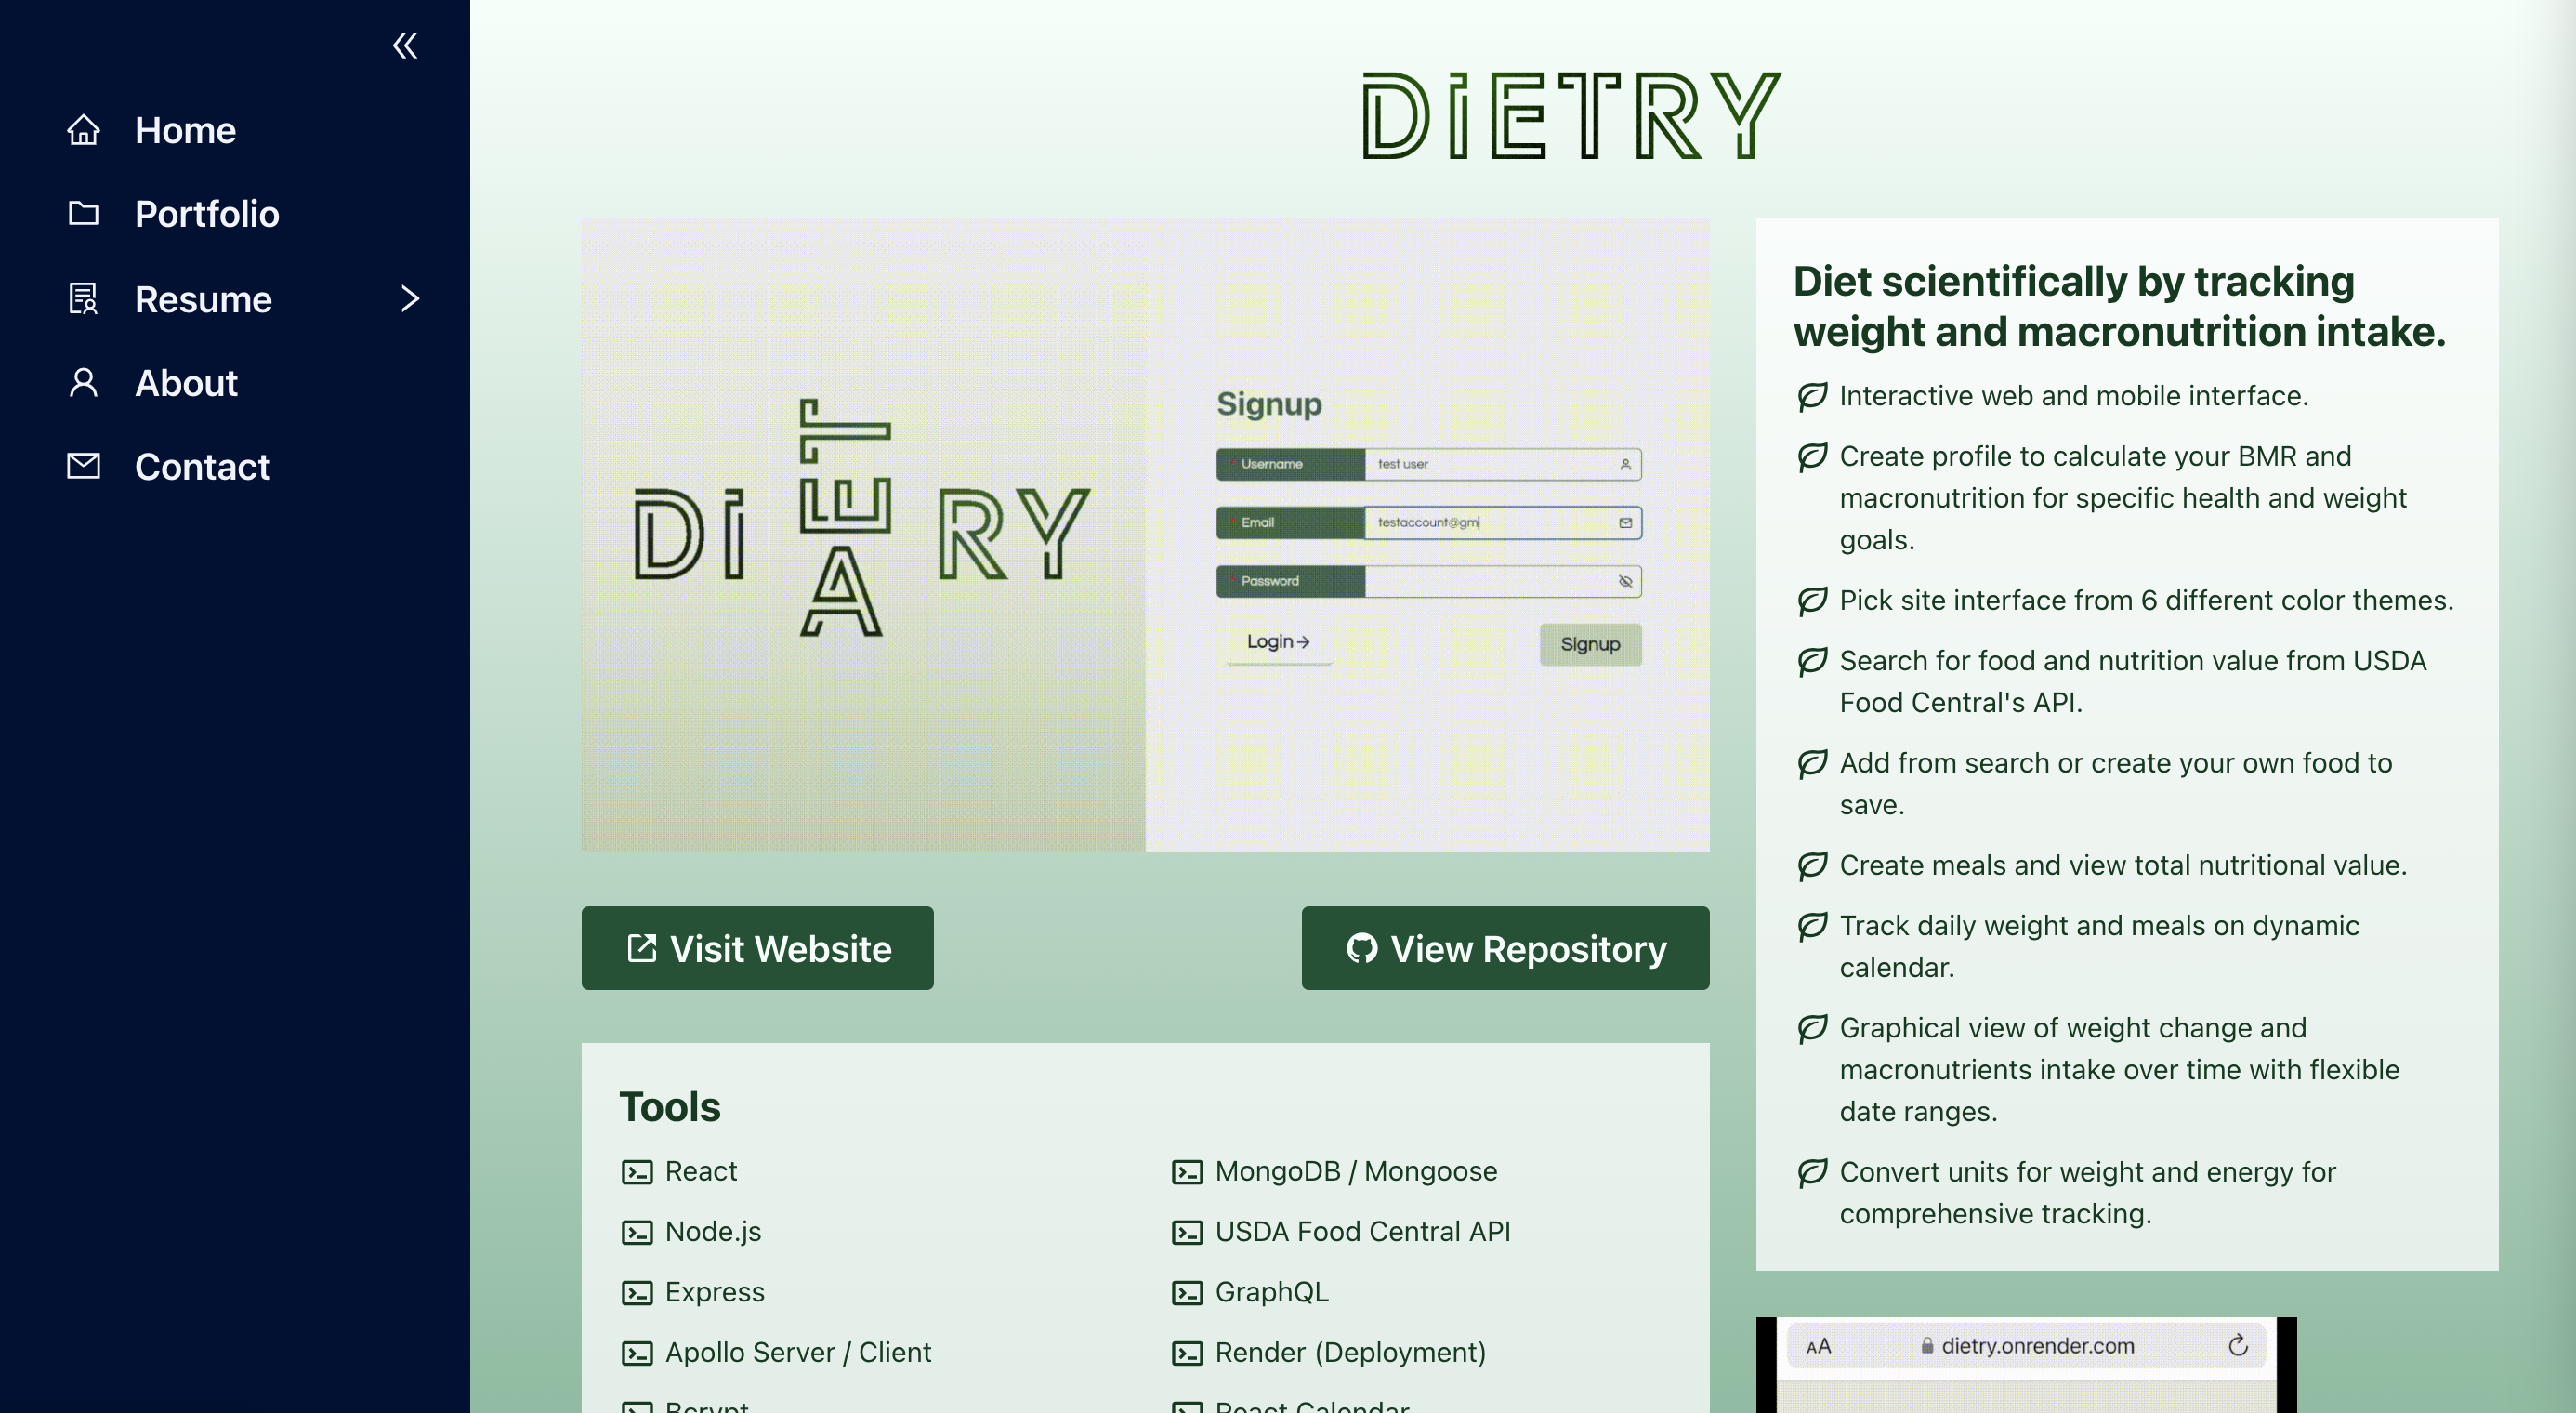 Home
Portfolio
Resume
About
Contact
DiETRY
Di EAT RY
Signup
* Username
test user
* Email
testaccount@gm
* Password
Login
Signup
Visit Website
View Repository
Tools
React
Node.js
Express
Apollo Server / Client
Bcrypt
MongoDB / Mongoose
USDA Food Central API
GraphQL
Render (Deployment)
React Calendar
Diet scientifically by tracking
weight and macronutrition intake.
Interactive web and mobile interface.
Create profile to calculate your BMR and
macronutrition for specific health and weight
goals.
Pick site interface from 6 different color themes.
Search for food and nutrition value from USDA
Food Central's API.
Add from search or create your own food to
save.
Create meals and view total nutritional value.
Track daily weight and meals on dynamic
calendar.
Graphical view of weight change and
macronutrients intake over time with flexible
date ranges.
Convert units for weight and energy for
comprehensive tracking.
AA
dietry.onrender.com